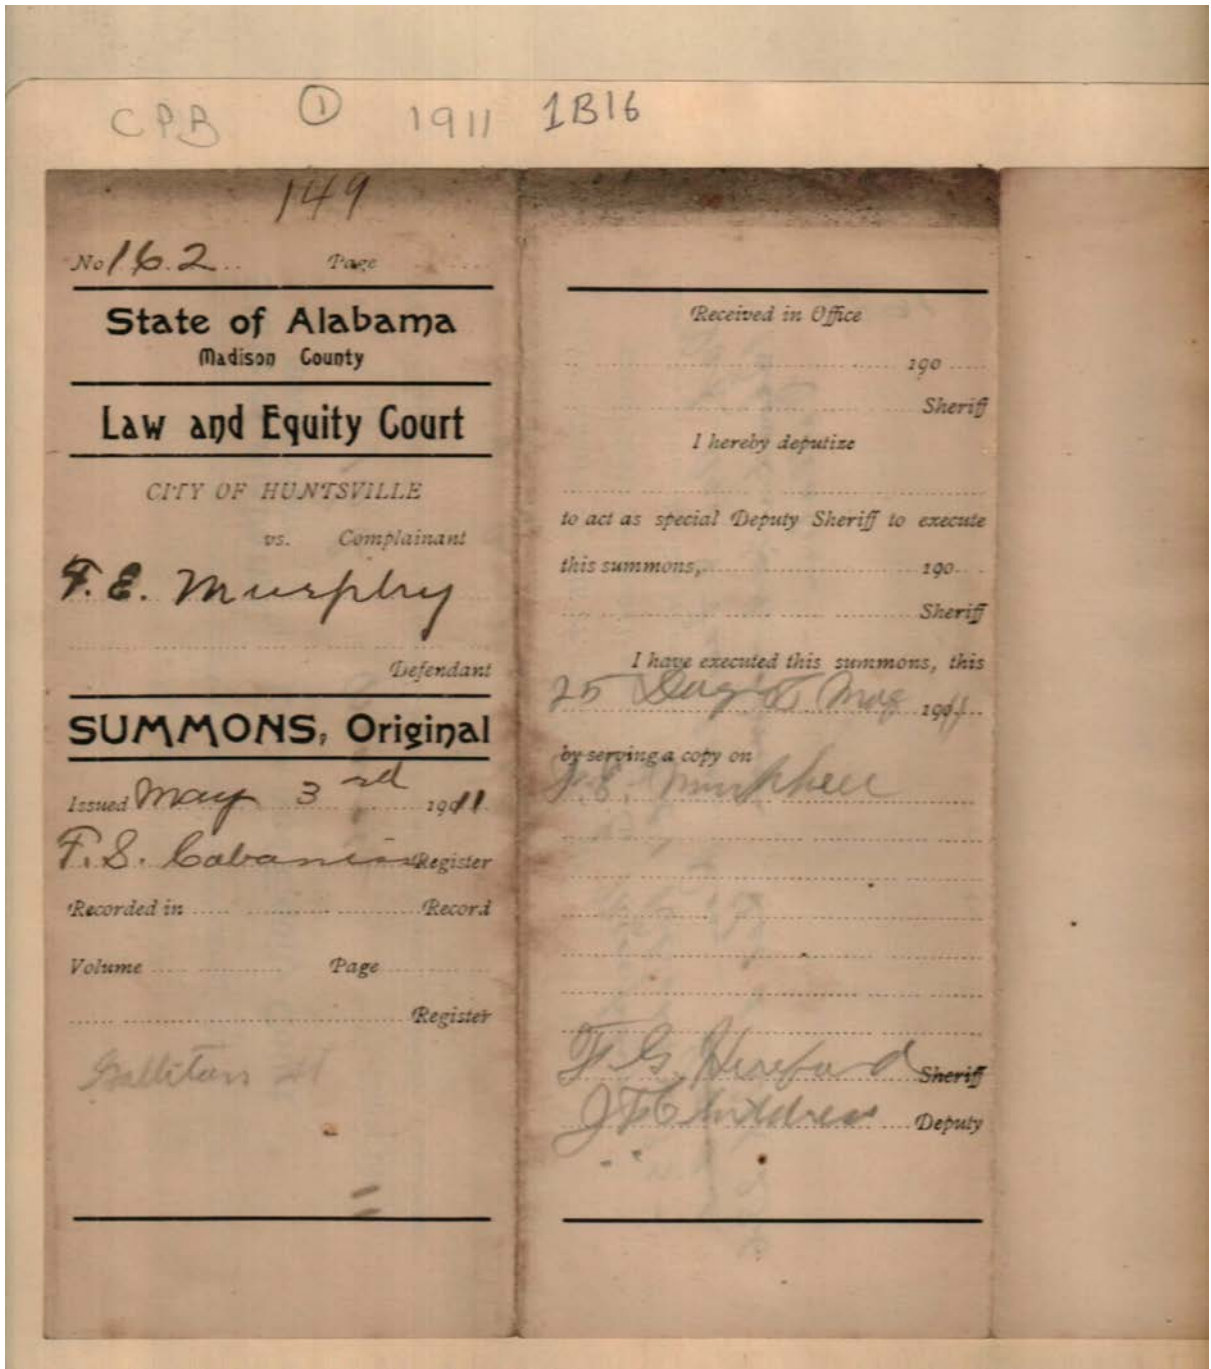 CPB 1 1911 1B16
149
No 162 Page
State of Alabama
Madison County
Law and Equity Court
CITY OF HUNTSVILLE
vs. Complainant
F. E. Murphy
Defendant
SUMMONS, Original
Issued May 3rd 1911
F. S. Cabaniss Register
Recorded in Record
Volume Page
Register
Received in Office
190
Sheriff
I hereby deputize
to act as special Deputy Sheriff to execute
this summons, 190
Sheriff
I have executed this summons, this
25 Day of May 1911
by serving a copy on
F. E.
F. G. Hereford Sheriff
Deputy